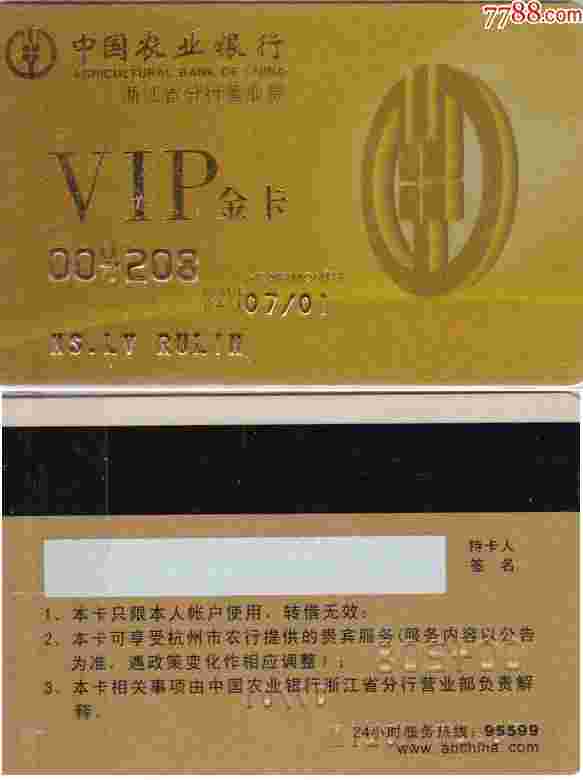 7788.com
中国农业银行
AGRICULTURAL BANK OF CHINA
浙江省分行营业部
VIP金卡
208
07/01
MS.LV RULIN
持卡人
签 名
1、本卡只限本人帐户使用，转借无效；
2、本卡可享受杭州市农行提供的贵宾服务(服务内容以公告
为准，遇政策变化作相应调整)；
3、本卡相关事项由中国农业银行浙江省分行营业部负责解
释。
24小时服务热线：95599
www.abchina.com